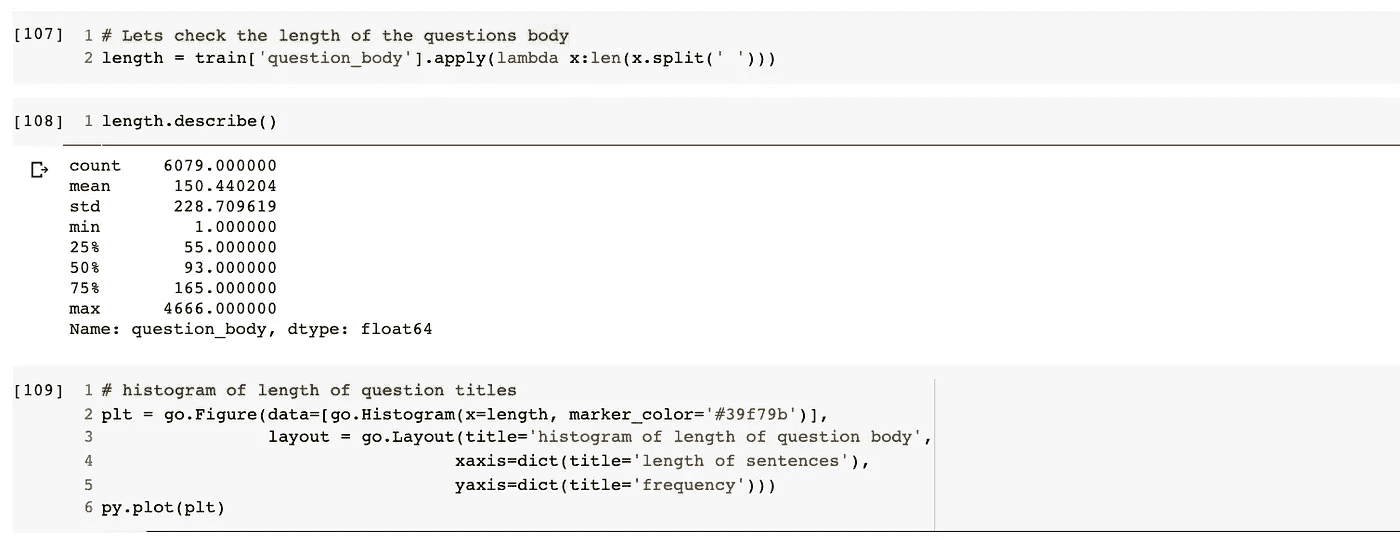 [107] 1 # Lets check the length of the questions body
2 length = train['question_body'].apply(lambda x:len(x.split(' ')))
[108] 1 length.describe()
count 6079.000000
mean 150.440204
std 228.709619
min 1.000000
25% 55.000000
50% 93.000000
75% 165.000000
max 4666.000000
Name: question_body, dtype: float64
[109] 1 # histogram of length of question titles
2 plt = go.Figure(data=[go.Histogram(x=length, marker_color='#39f79b')],
3 layout = go.Layout(title='histogram of length of question body',
4 xaxis=dict(title='length of sentences'),
5 yaxis=dict(title='frequency')))
6 py.plot(plt)